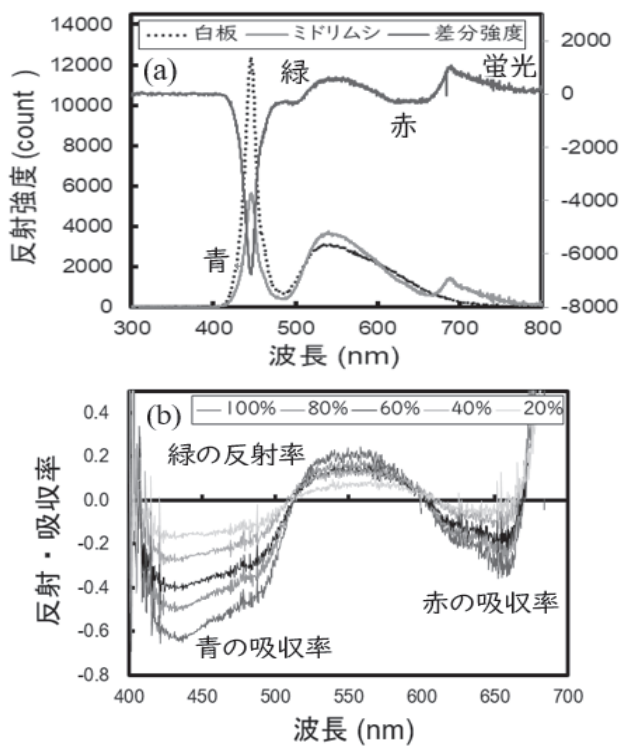 14000
12000
10000
8000
6000
4000
2000
0
反射強度 (count)
白板 ミドリムシ 差分強度
(a)
緑
赤
蛍光
青
2000
0
-2000
-4000
-6000
-8000
300 400 500 600 700 800
波長 (nm)
0.4
0.2
0.0
-0.2
-0.4
-0.6
-0.8
反射・吸収率
(b)
100% 80% 60% 40% 20%
緑の反射率
赤の吸収率
青の吸収率
400 450 500 550 600 650 700
波長 (nm)